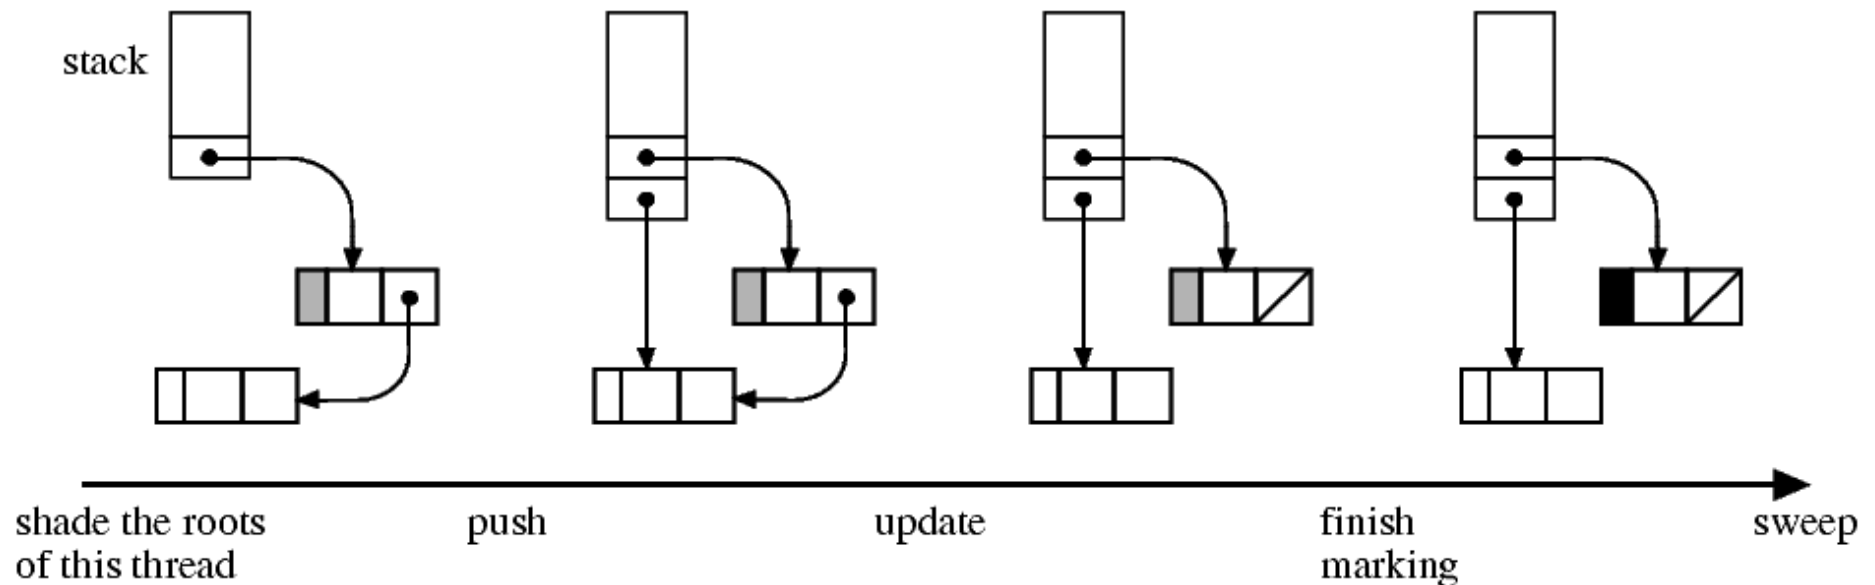 stack
shade the roots
of this thread
push
update
finish
marking
sweep